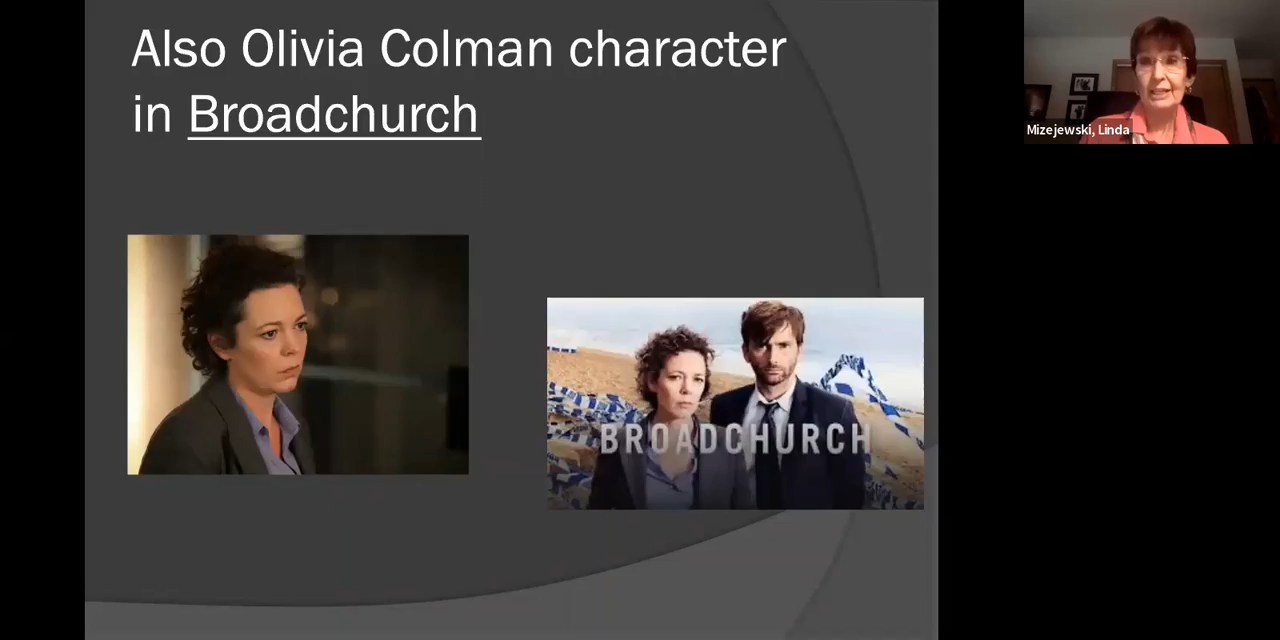 Also Olivia Colman character
in Broadchurch
BROADCHURCH
Mizejewski, Linda